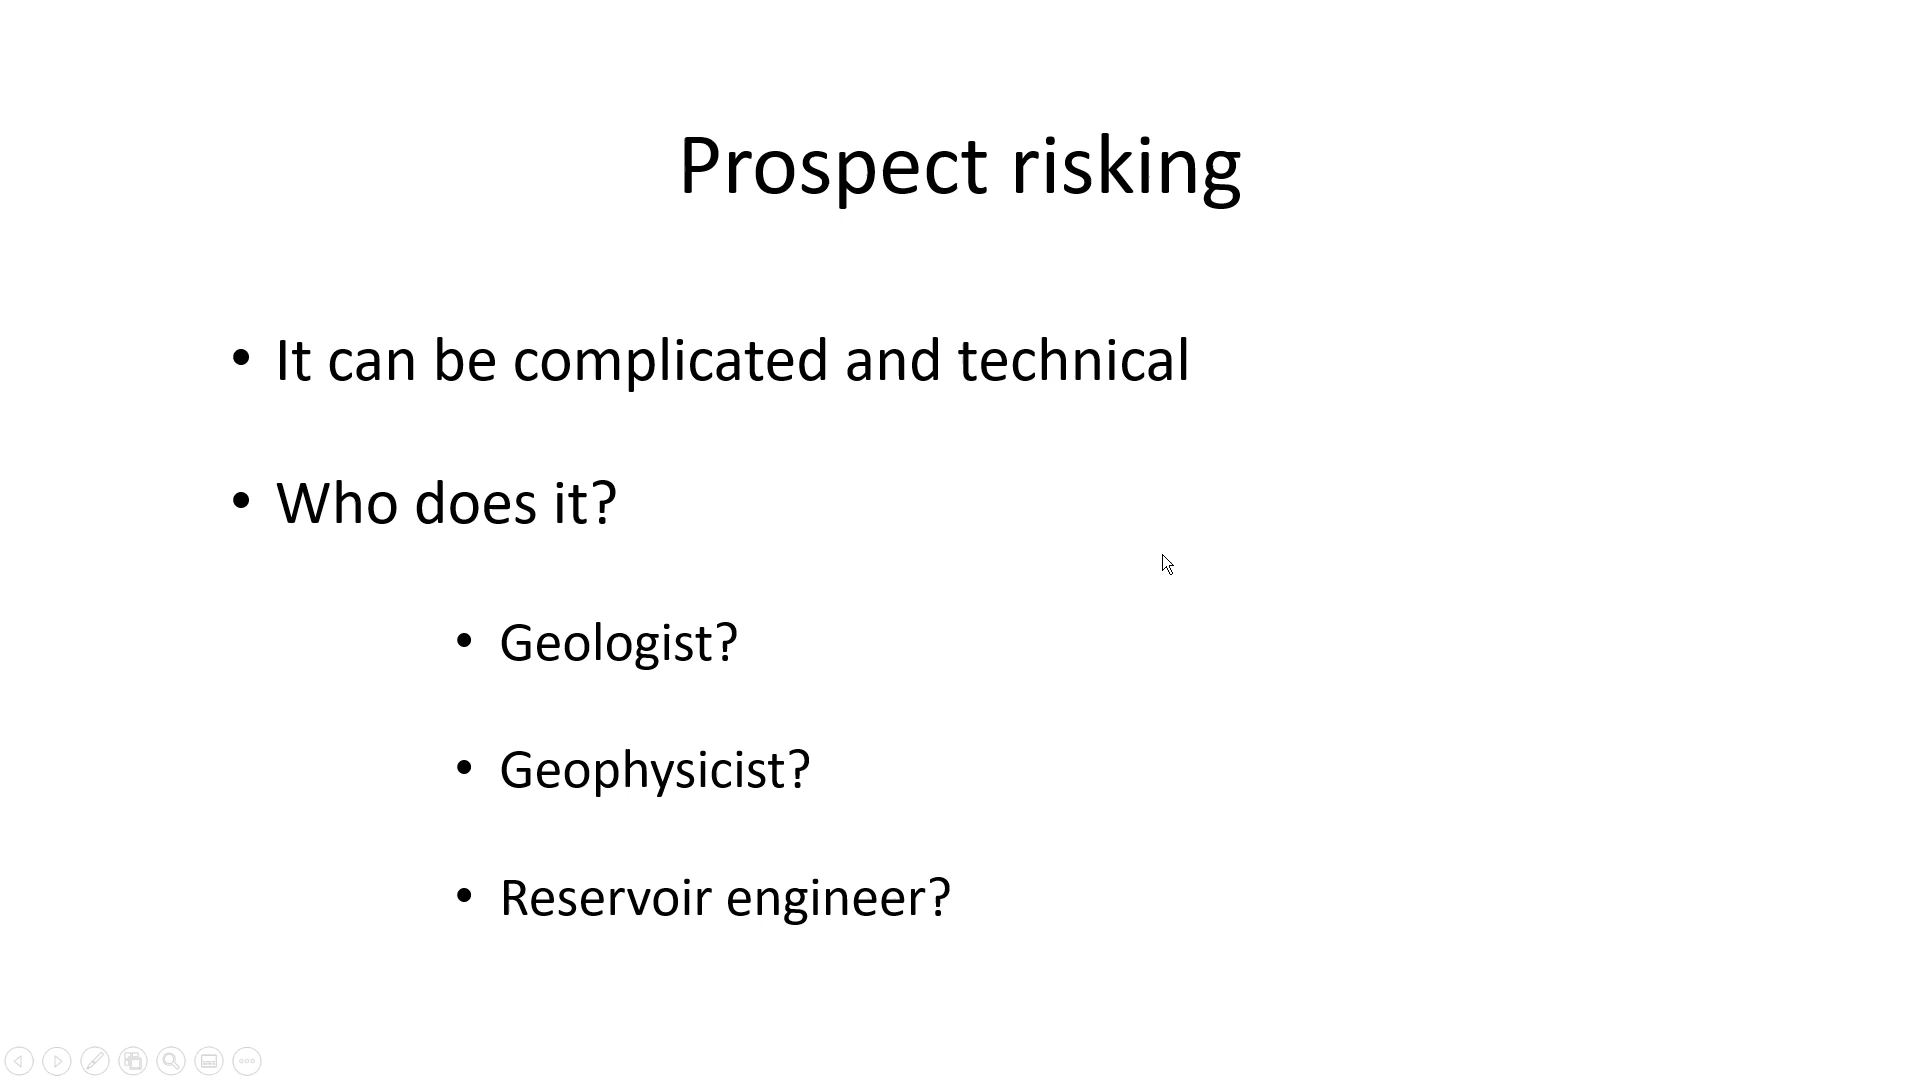 Prospect risking
• It can be complicated and technical
• Who does it?
• Geologist?
• Geophysicist?
• Reservoir engineer?